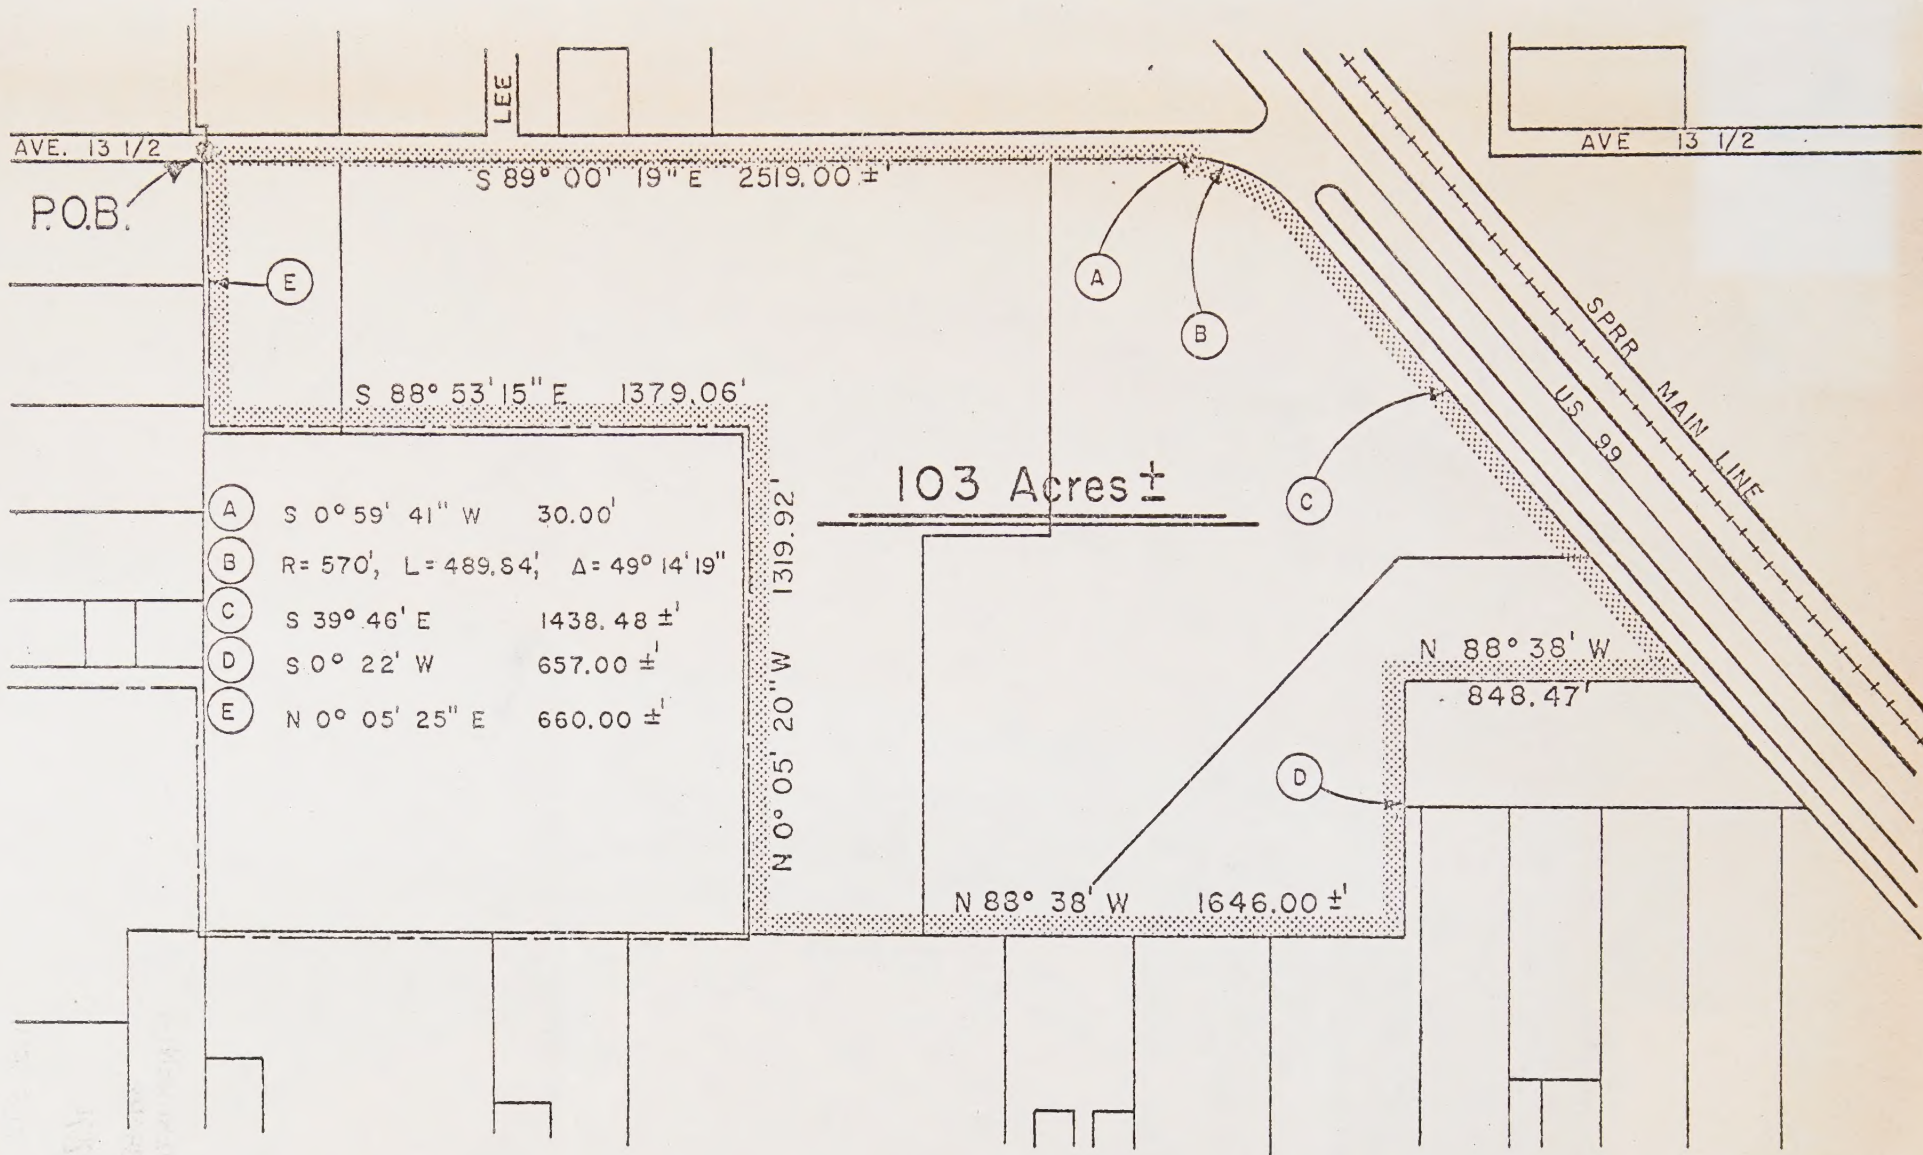 LEE
AVE. 13 1/2
AVE 13 1/2
S 89° 00' 19" E 2519.00 ±'
P.O.B.
A
E
B
SPRR MAIN LINE
US 99
S 88° 53' 15" E 1379.06'
103 Acres ±
C
A S 0° 59' 41" W 30.00'
B R= 570', L= 489.84', Δ= 49° 14' 19"
C S 39° 46' E 1438.48 ±'
D S 0° 22' W 657.00 ±'
E N 0° 05' 25" E 660.00 ±'
N 0° 05' 20" W 1319.92'
N 88° 38' W
848.47'
D
N 88° 38' W 1646.00 ±'